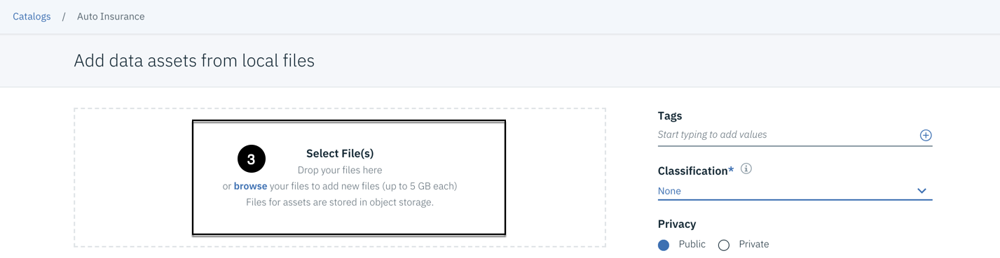 Catalogs / Auto Insurance
Add data assets from local files
3
Select File(s)
Drop your files here
or browse your files to add new files (up to 5 GB each)
Files for assets are stored in object storage.
Tags
Start typing to add values
Classification*
None
Privacy
Public Private